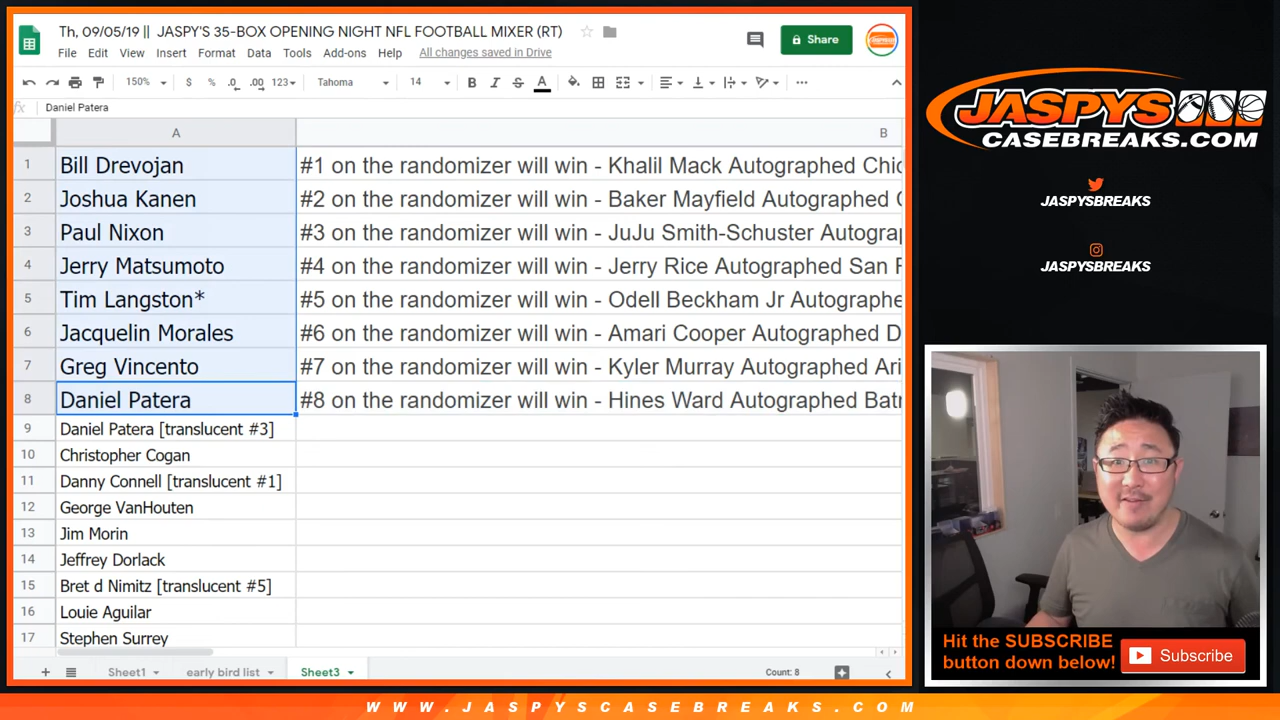 Th, 09/05/19 || JASPY'S 35-BOX OPENING NIGHT NFL FOOTBALL MIXER (RT)
File Edit View Insert Format Data Tools Add-ons Help All changes saved in Drive
Share
150% $ % .0 .00 123 Tahoma 14 B I S A
fx Daniel Patera
A B
1 Bill Drevojan #1 on the randomizer will win - Khalil Mack Autographed Chic
2 Joshua Kanen #2 on the randomizer will win - Baker Mayfield Autographed C
3 Paul Nixon #3 on the randomizer will win - JuJu Smith-Schuster Autogra
4 Jerry Matsumoto #4 on the randomizer will win - Jerry Rice Autographed San F
5 Tim Langston* #5 on the randomizer will win - Odell Beckham Jr Autographe
6 Jacquelin Morales #6 on the randomizer will win - Amari Cooper Autographed D
7 Greg Vincento #7 on the randomizer will win - Kyler Murray Autographed Ari
8 Daniel Patera #8 on the randomizer will win - Hines Ward Autographed Batm
9 Daniel Patera [translucent #3]
10 Christopher Cogan
11 Danny Connell [translucent #1]
12 George VanHouten
13 Jim Morin
14 Jeffrey Dorlack
15 Bret d Nimitz [translucent #5]
16 Louie Aguilar
17 Stephen Surrey
+ Sheet1 early bird list Sheet3 Count: 8
JASPYS
CASEBREAKS.COM
JASPYSBREAKS
JASPYSBREAKS
Hit the SUBSCRIBE
button down below!
Subscribe
WWW.JASPYSCASEBREAKS.COM